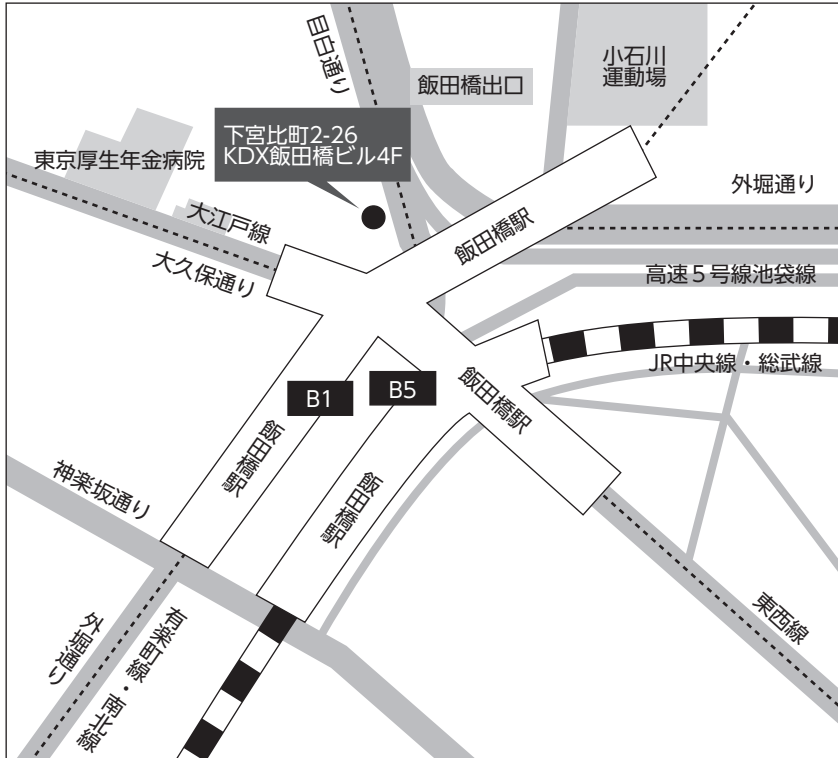 目白通り
飯田橋出口
小石川
運動場
下宮比町2-26
KDX飯田橋ビル4F
東京厚生年金病院
外堀通り
大江戸線
飯田橋駅
大久保通り
高速5号線池袋線
JR中央線・総武線
B1
B5
飯田橋駅
飯田橋駅
飯田橋駅
神楽坂通り
外堀通り
有楽町線・南北線
東西線